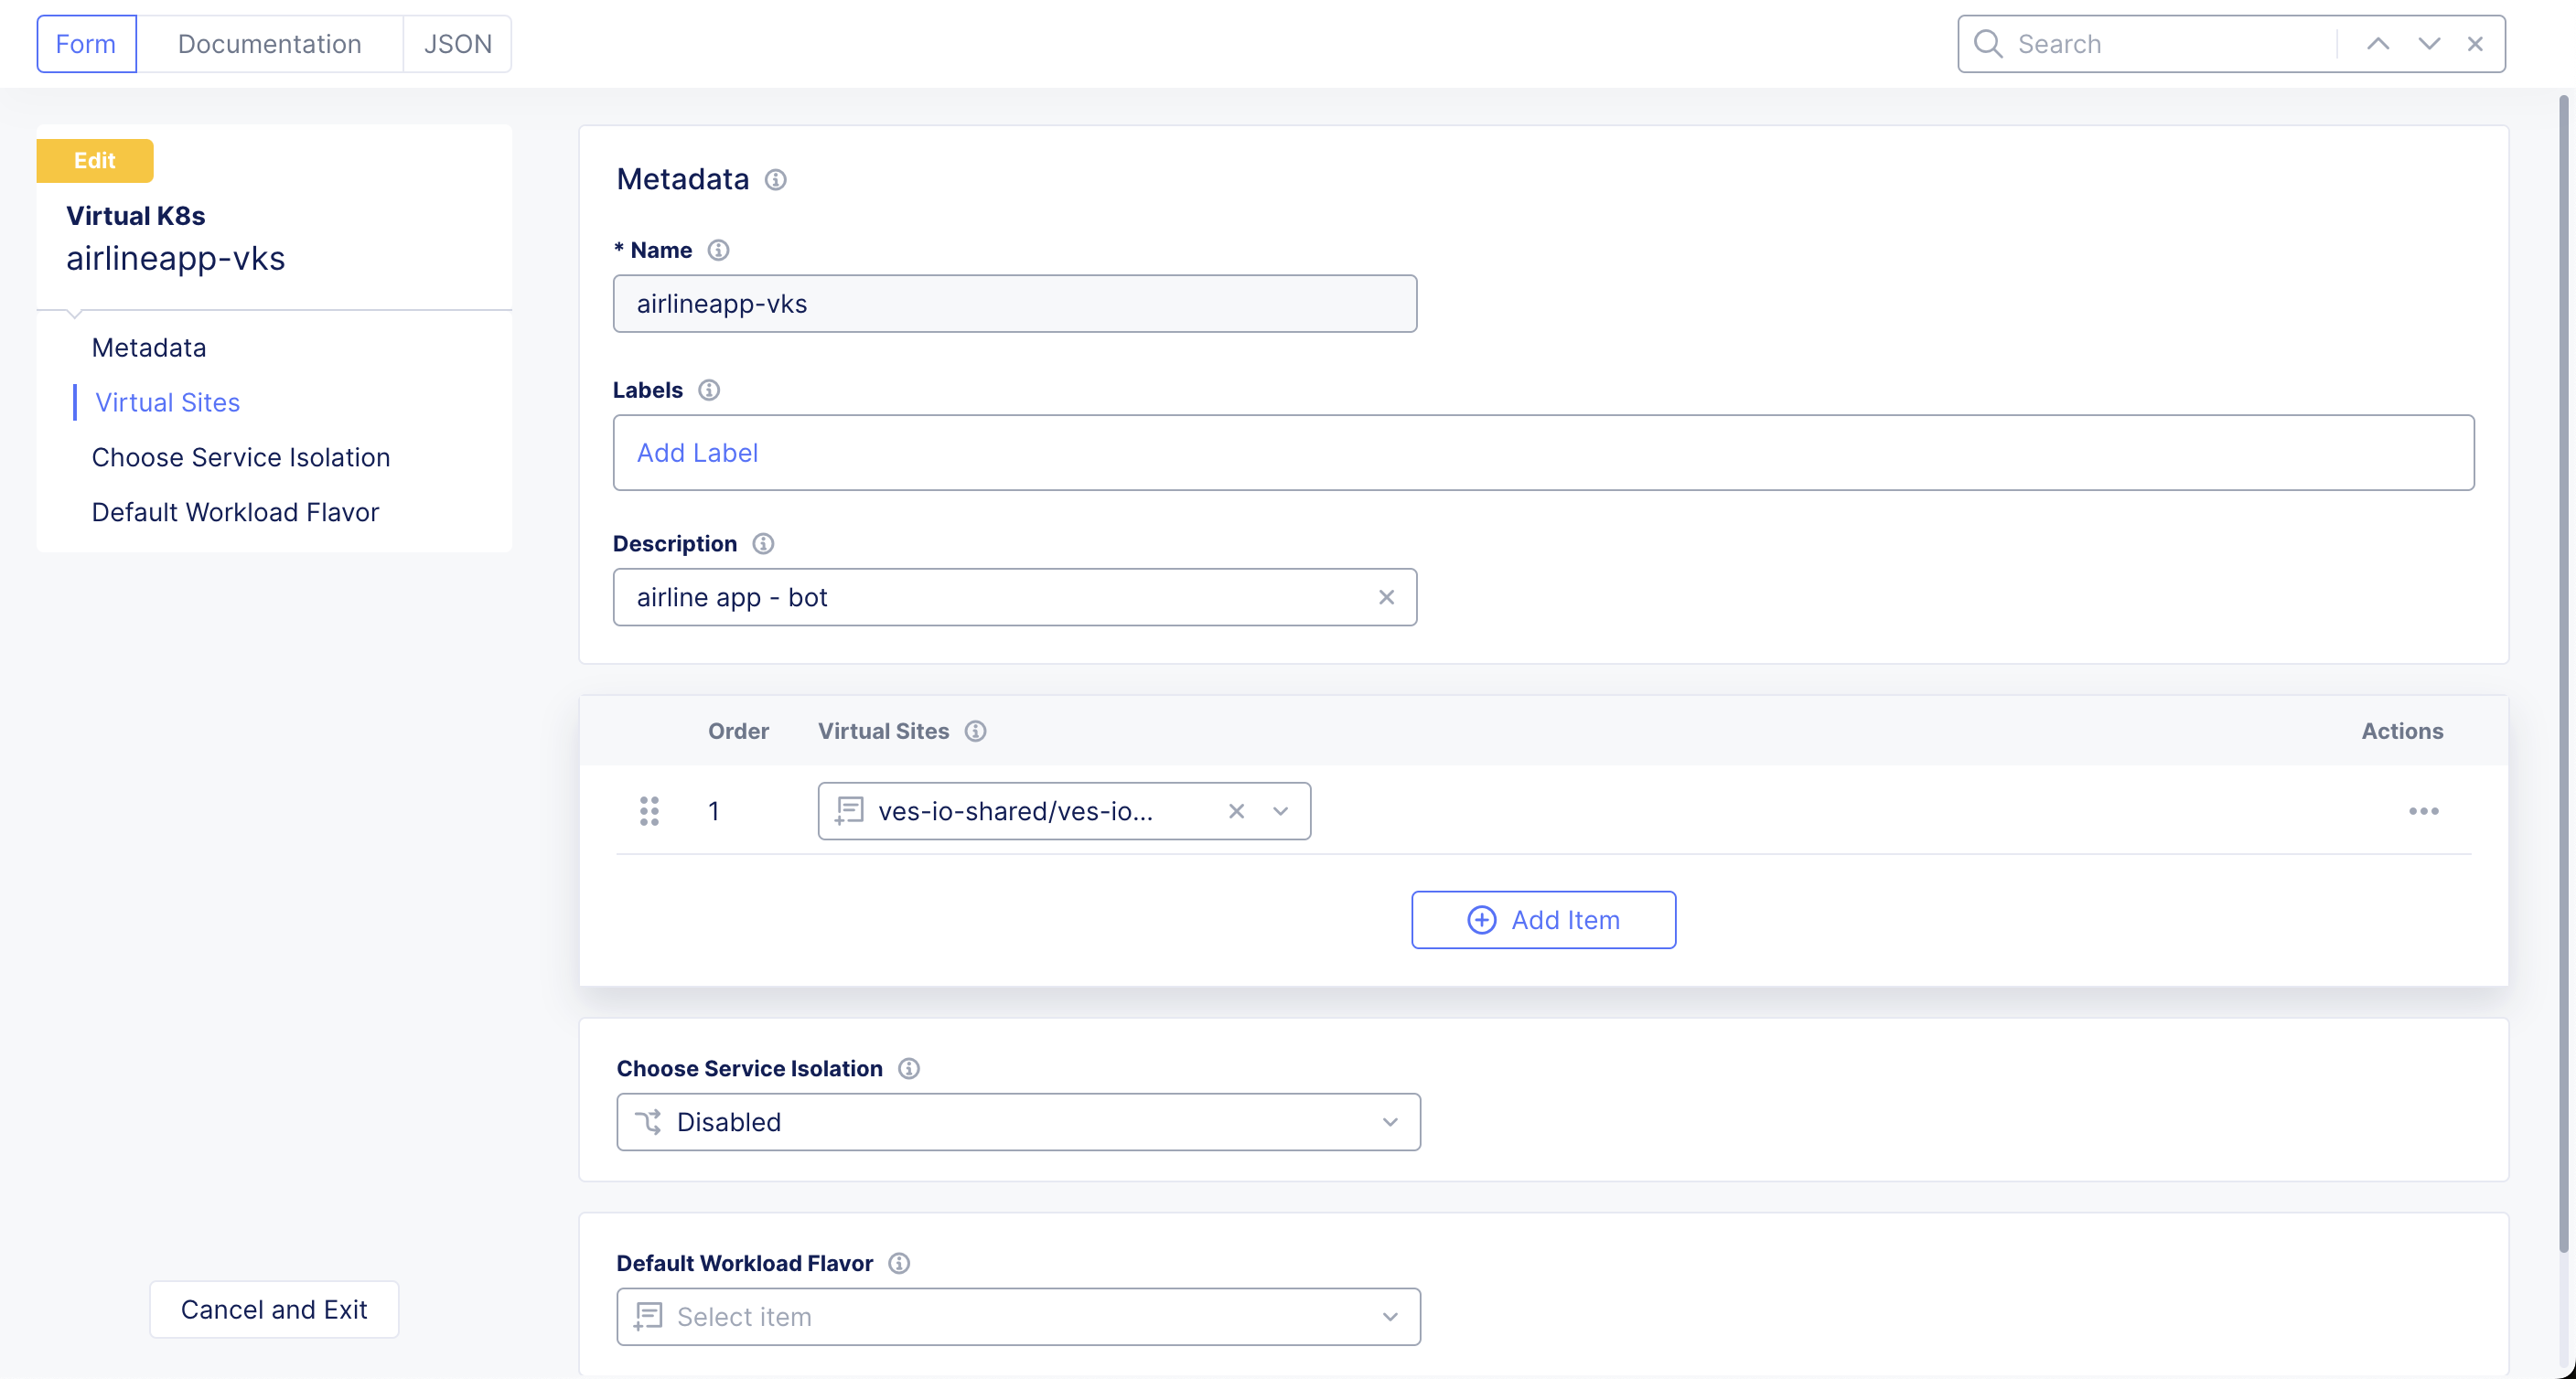 Form
Documentation
JSON
Search
Edit
Virtual K8s
airlineapp-vks
Metadata
Virtual Sites
Choose Service Isolation
Default Workload Flavor
Cancel and Exit
Metadata
* Name
airlineapp-vks
Labels
Add Label
Description
airline app - bot
Order Virtual Sites Actions
1 ves-io-shared/ves-io...
Add Item
Choose Service Isolation
Disabled
Default Workload Flavor
Select item